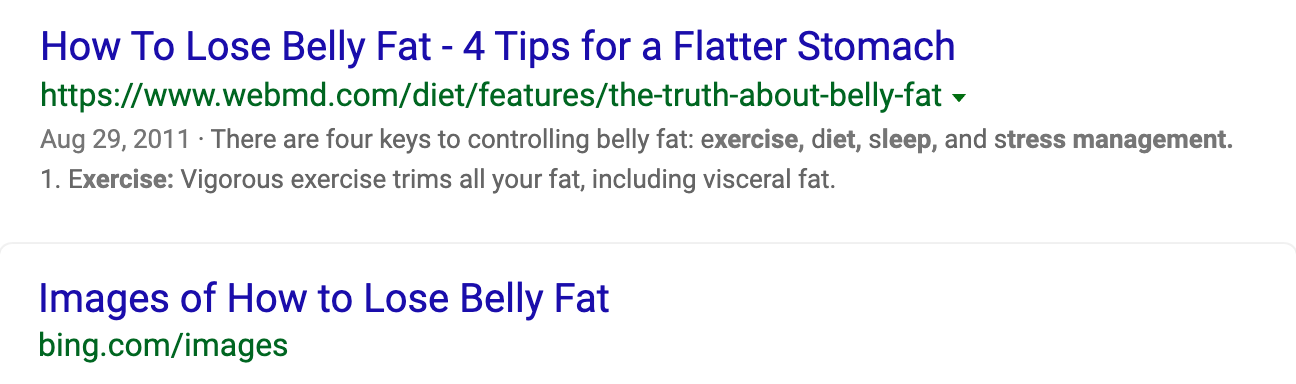 How To Lose Belly Fat - 4 Tips for a Flatter Stomach
https://www.webmd.com/diet/features/the-truth-about-belly-fat
Aug 29, 2011 · There are four keys to controlling belly fat: exercise, diet, sleep, and stress management.
1. Exercise: Vigorous exercise trims all your fat, including visceral fat.
Images of How to Lose Belly Fat
bing.com/images